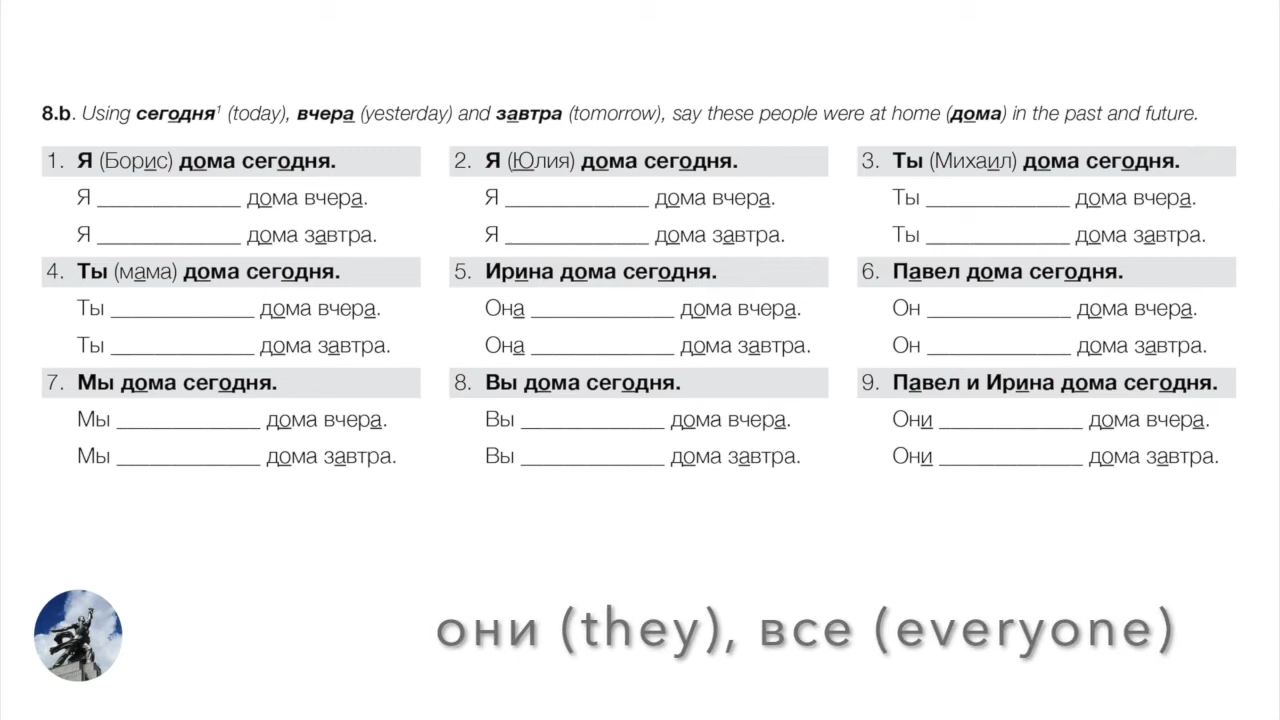 8.b. Using сегодня¹ (today), вчера (yesterday) and завтра (tomorrow), say these people were at home (дома) in the past and future.
1. Я (Борис) дома сегодня.
Я _____________ дома вчера.
Я _____________ дома завтра.
2. Я (Юлия) дома сегодня.
Я _____________ дома вчера.
Я _____________ дома завтра.
3. Ты (Михаил) дома сегодня.
Ты _____________ дома вчера.
Ты _____________ дома завтра.
4. Ты (мама) дома сегодня.
Ты _____________ дома вчера.
Ты _____________ дома завтра.
5. Ирина дома сегодня.
Она _____________ дома вчера.
Она _____________ дома завтра.
6. Павел дома сегодня.
Он _____________ дома вчера.
Он _____________ дома завтра.
7. Мы дома сегодня.
Мы _____________ дома вчера.
Мы _____________ дома завтра.
8. Вы дома сегодня.
Вы _____________ дома вчера.
Вы _____________ дома завтра.
9. Павел и Ирина дома сегодня.
Они _____________ дома вчера.
Они _____________ дома завтра.
они (they), все (everyone)